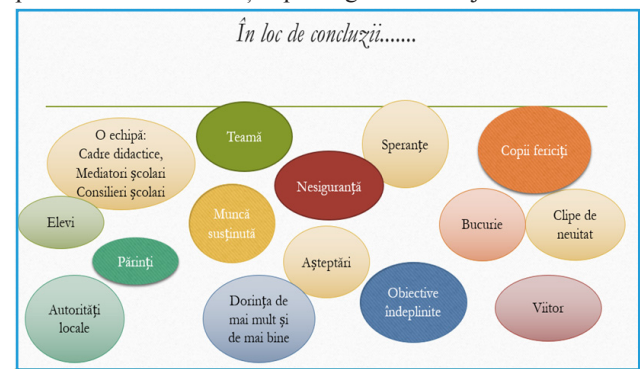 În loc de concluzii.......
O echipă:
Cadre didactice,
Mediatori școlari
Consilieri școlari
Teamă
Speranțe
Copii fericiți
Nesiguranță
Elevi
Muncă
susținută
Bucurie
Clipe de
neuitat
Părinți
Așteptări
Autorități
locale
Dorința de
mai mult și
de mai bine
Obiective
îndeplinite
Viitor